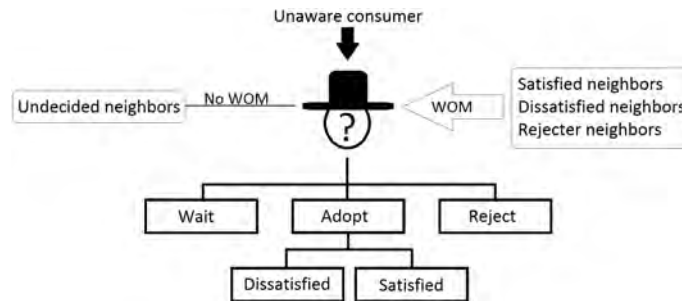 Unaware consumer
Undecided neighbors
No WOM
?
WOM
Satisfied neighbors
Dissatisfied neighbors
Rejecter neighbors
Wait
Adopt
Reject
Dissatisfied
Satisfied